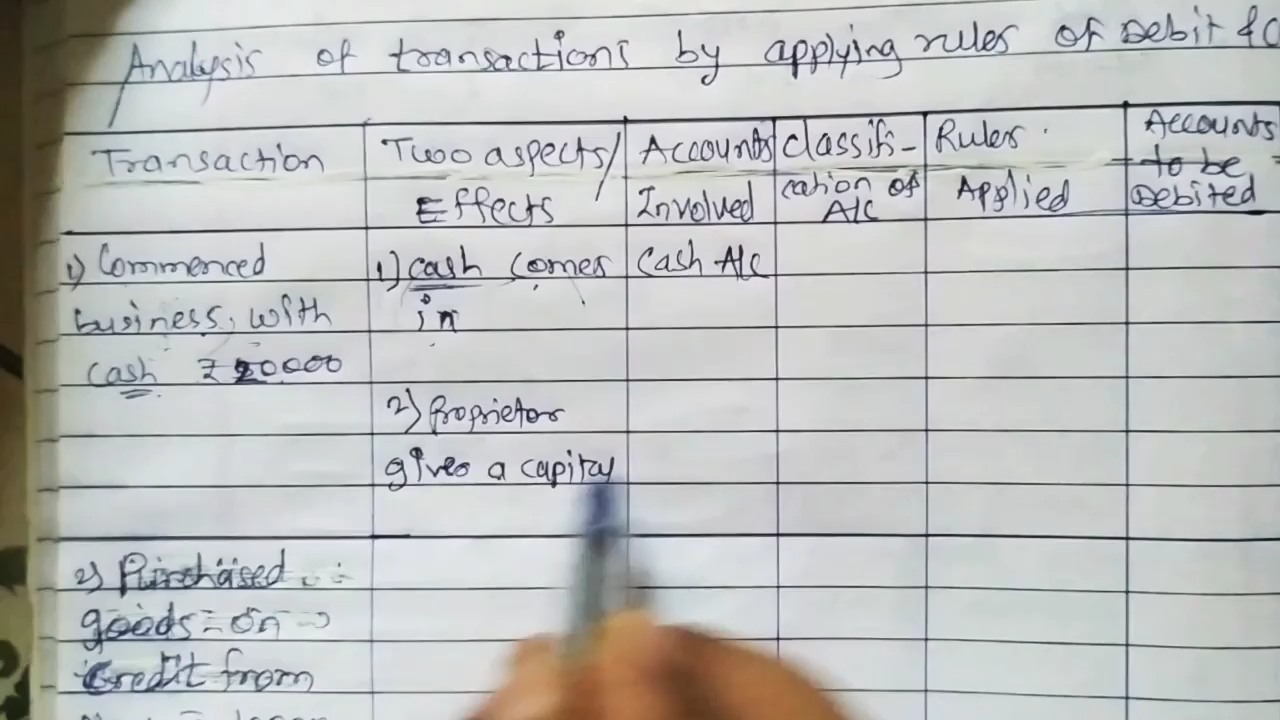 Analysis of transactions by applying rules of Debit &
Transaction
Two aspects/
Effects
Accounts
Involved
Classifi-
cation of
A/C
Rules
Applied
Accounts
to be
Debited
1) Commenced
business, with
cash ₹20000
1) cash comes
in
Cash A/C
2) Proprietor
gives a capital
2) Purchased
goods on
Credit from